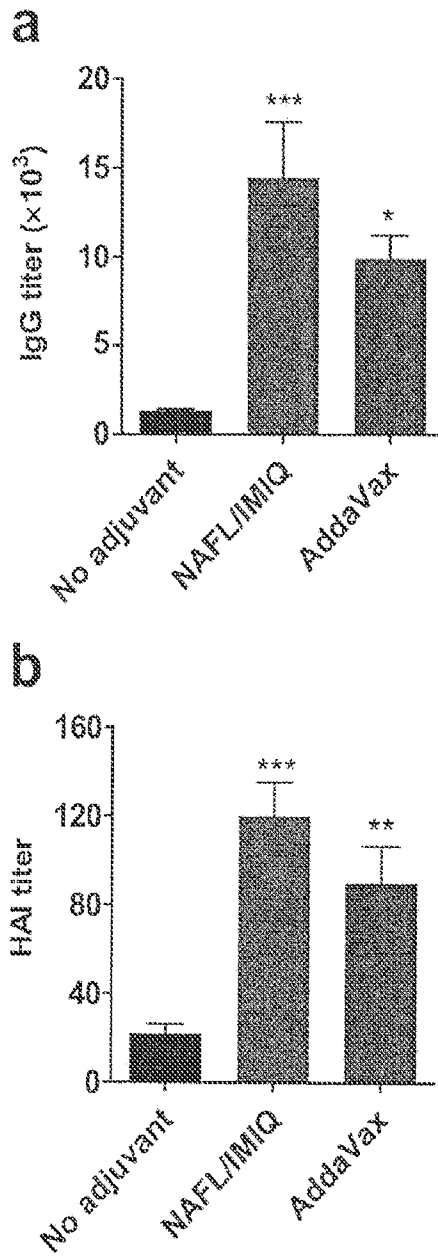 a
IgG titer (×10³)
20
15
10
5
0
***
*
No adjuvant
NAFL/IMIQ
AddaVax
b
HAI titer
160
120
80
40
0
***
**
No adjuvant
NAFL/IMIQ
AddaVax